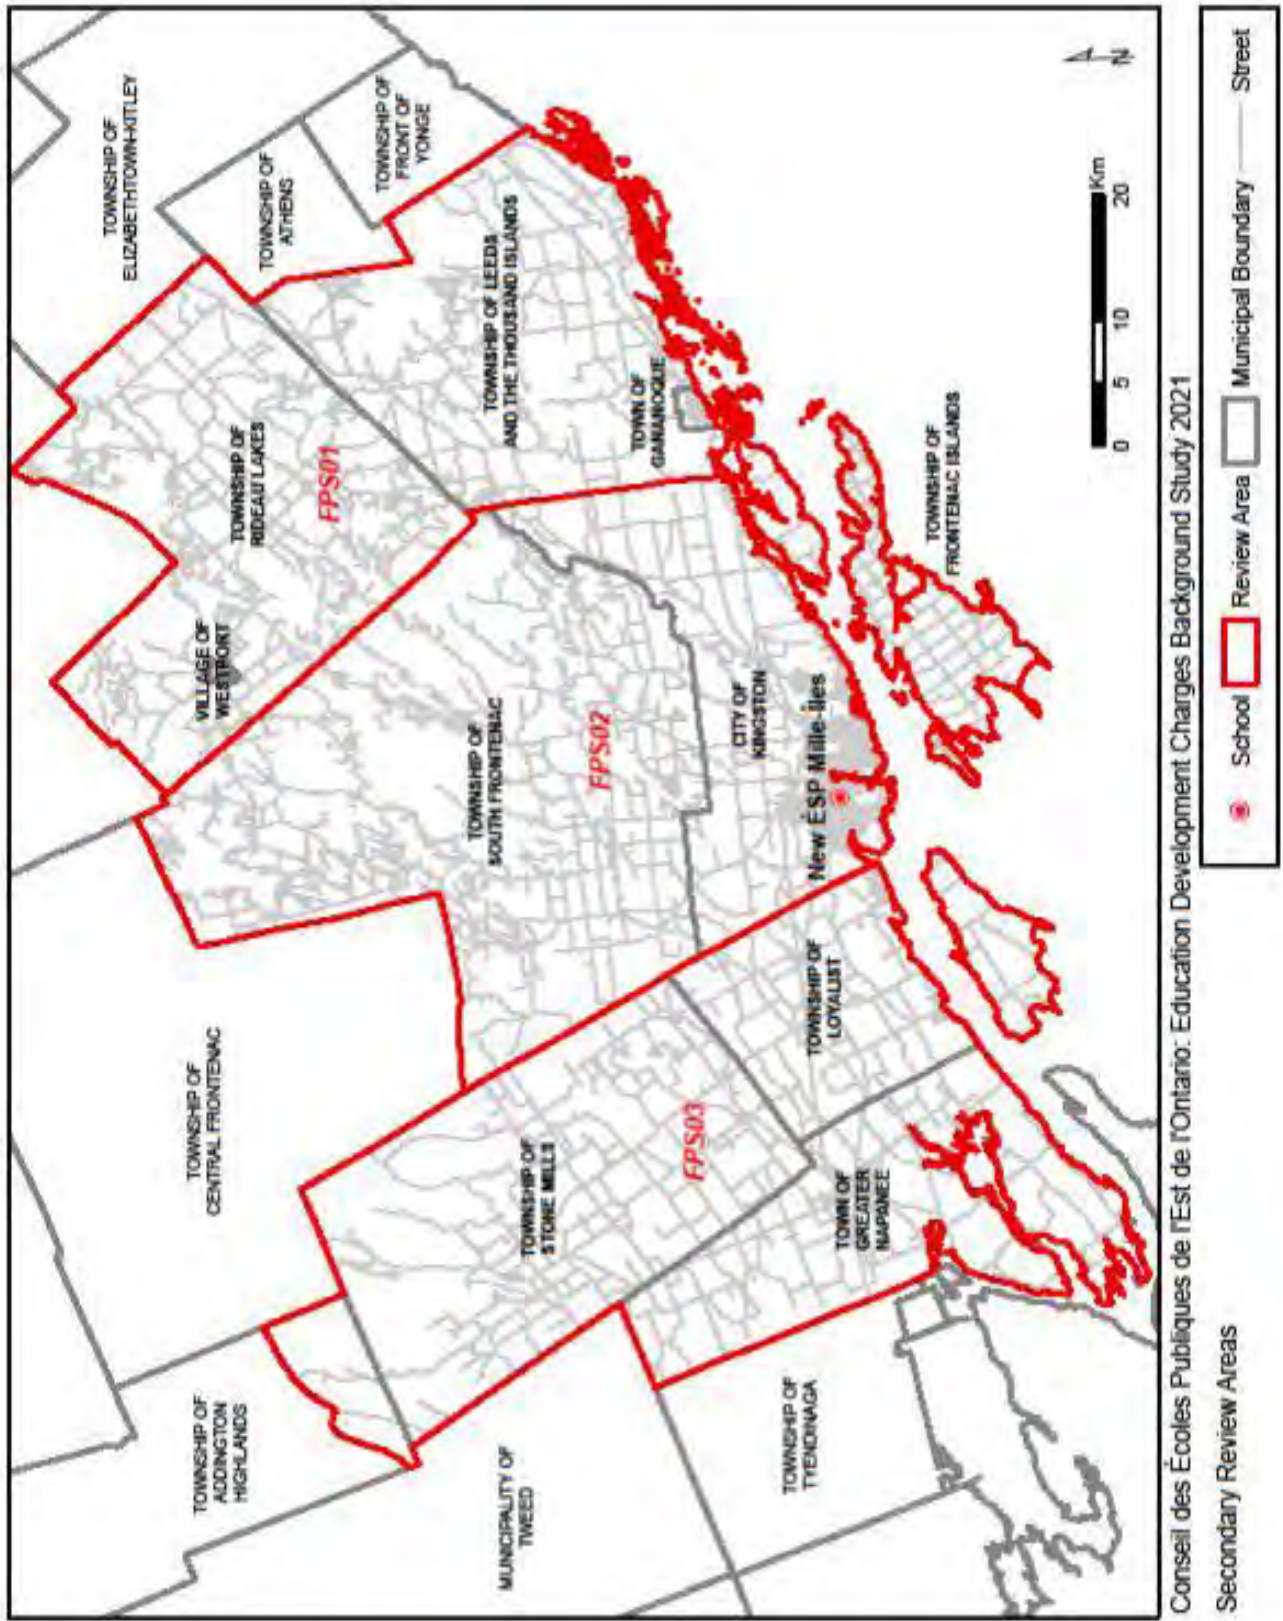 TOWNSHIP OF
ADDINGTON
HIGHLANDS
TOWNSHIP OF
CENTRAL FRONTENAC
VILLAGE OF
WESTPORT
TOWNSHIP OF
RIDEAU LAKES
FPS01
TOWNSHIP OF
ELIZABETHTOWN-KITLEY
TOWNSHIP OF
ATHENS
TOWNSHIP OF
FRONT OF
YONGE
MUNICIPALITY OF
TWEED
TOWNSHIP OF
STONE MILLS
TOWNSHIP OF
SOUTH FRONTENAC
TOWNSHIP OF LEEDS
AND THE THOUSAND ISLANDS
FPS03
FPS02
TOWN OF
GANANOQUE
TOWNSHIP OF
TYENDINAGA
TOWN OF
GREATER
NAPANEE
TOWNSHIP OF
LOYALIST
CITY OF
KINGSTON
New ÉSP Mille-Îles
TOWNSHIP OF
FRONTENAC ISLANDS
0 5 10 20
Km
N
Conseil des Écoles Publiques de l'Est de l'Ontario: Education Development Charges Background Study 2021
Secondary Review Areas
School Review Area Municipal Boundary Street